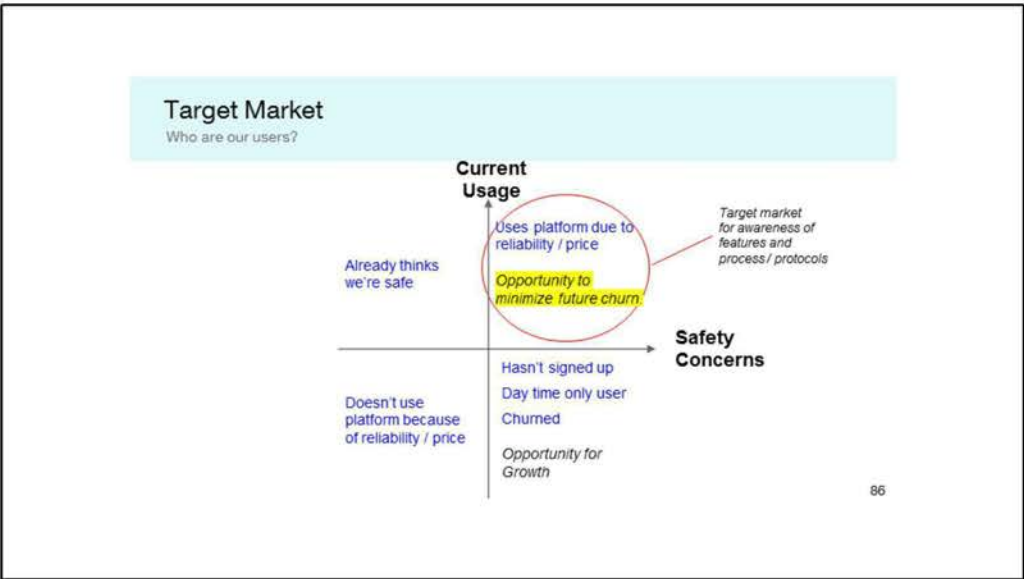 Target Market
Who are our users?
Current
Usage
Uses platform due to
reliability / price
Opportunity to
minimize future churn.
Target market
for awareness of
features and
process / protocols
Already thinks
we're safe
Safety
Concerns
Hasn't signed up
Day time only user
Churned
Opportunity for
Growth
Doesn't use
platform because
of reliability / price
86